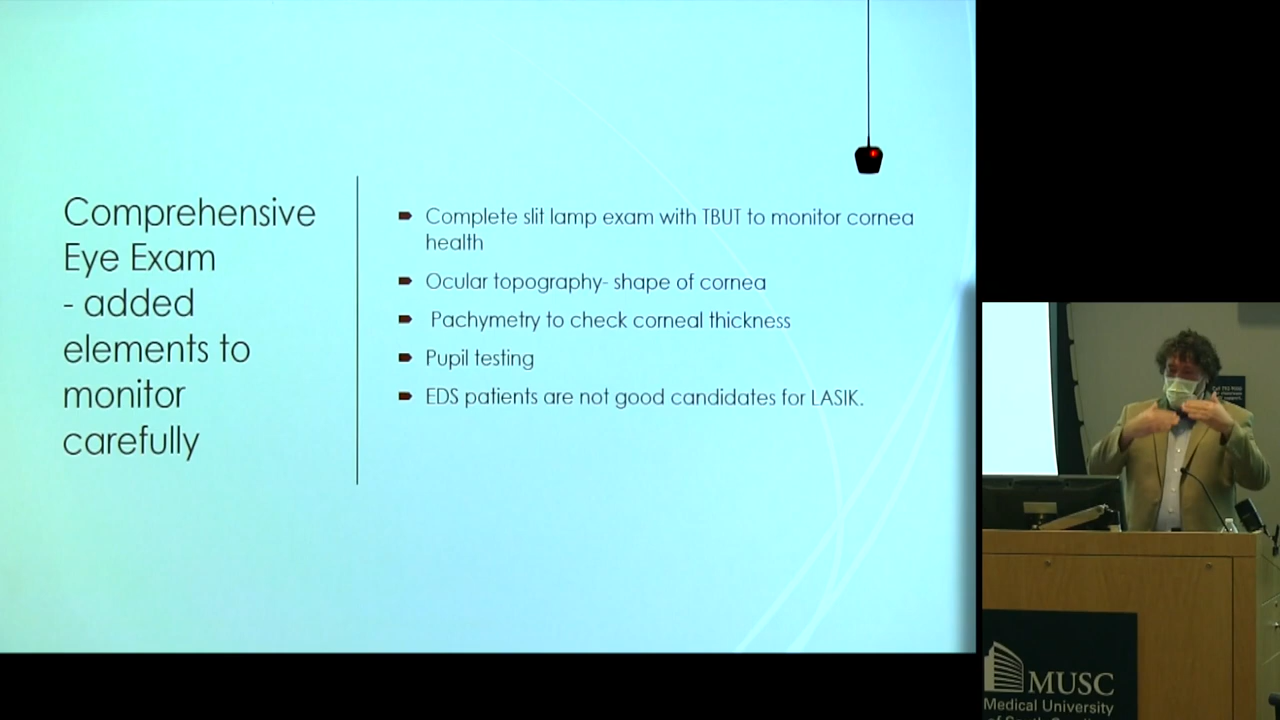 Comprehensive
Eye Exam
- added
elements to
monitor
carefully
Complete slit lamp exam with TBUT to monitor cornea
health
Ocular topography- shape of cornea
Pachymetry to check corneal thickness
Pupil testing
EDS patients are not good candidates for LASIK.
MUSC
Medical University
of South Carolina